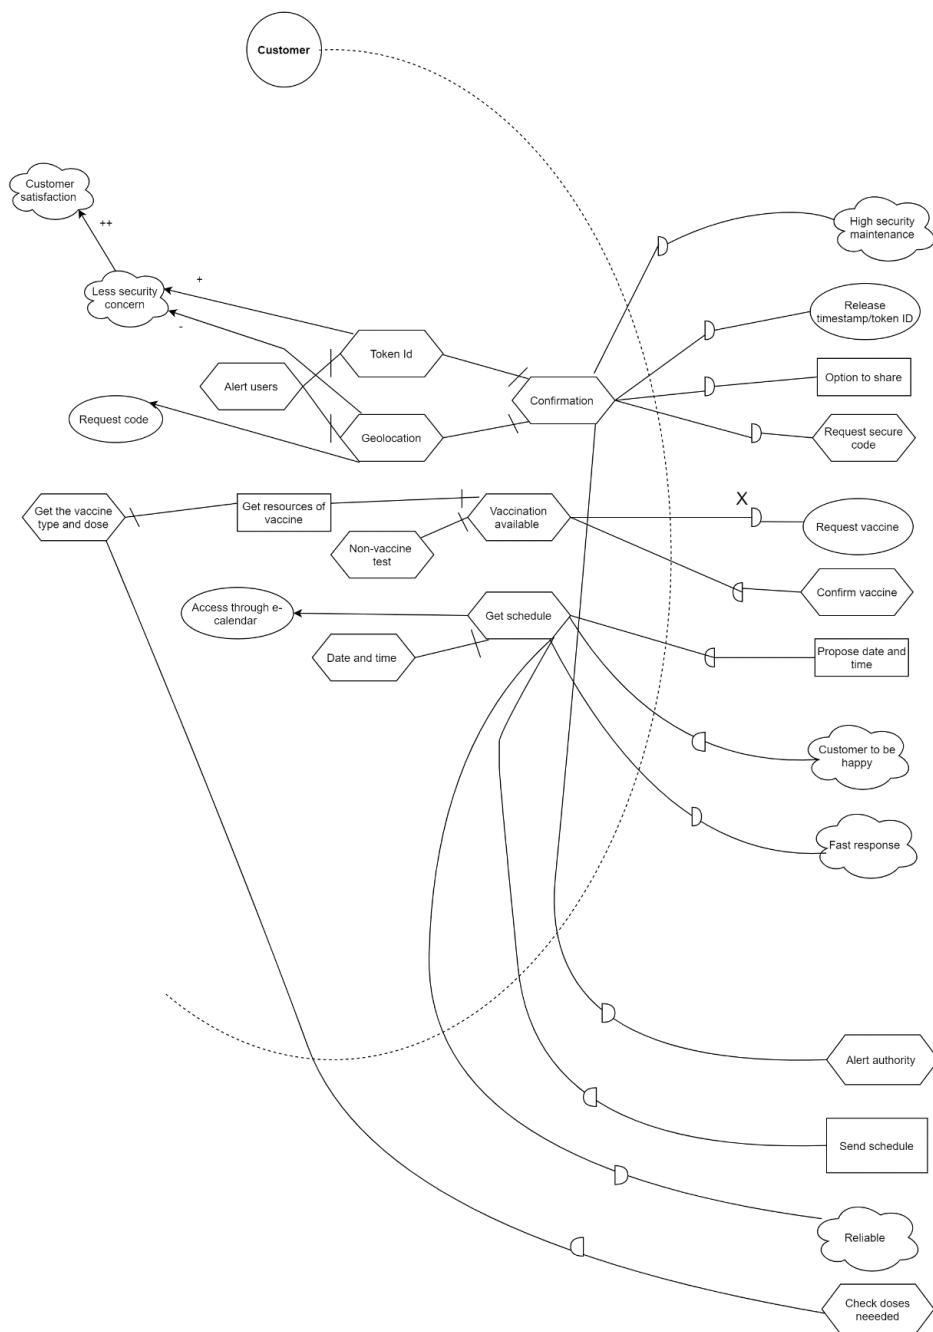 Customer
Customer
satisfaction
++
High security
maintenance
+
Less security
concern
-
Release
timestamp/token ID
Token Id
Option to share
Alert users
Confirmation
Request code
Geolocation
Request secure
code
X
Get the vaccine
type and dose
Get resources of
vaccine
Vaccination
available
Request vaccine
Non-vaccine
test
Confirm vaccine
Access through e-
calendar
Get schedule
Date and time
Propose date and
time
Customer to be
happy
Fast response
Alert authority
Send schedule
Reliable
Check doses
neeeded